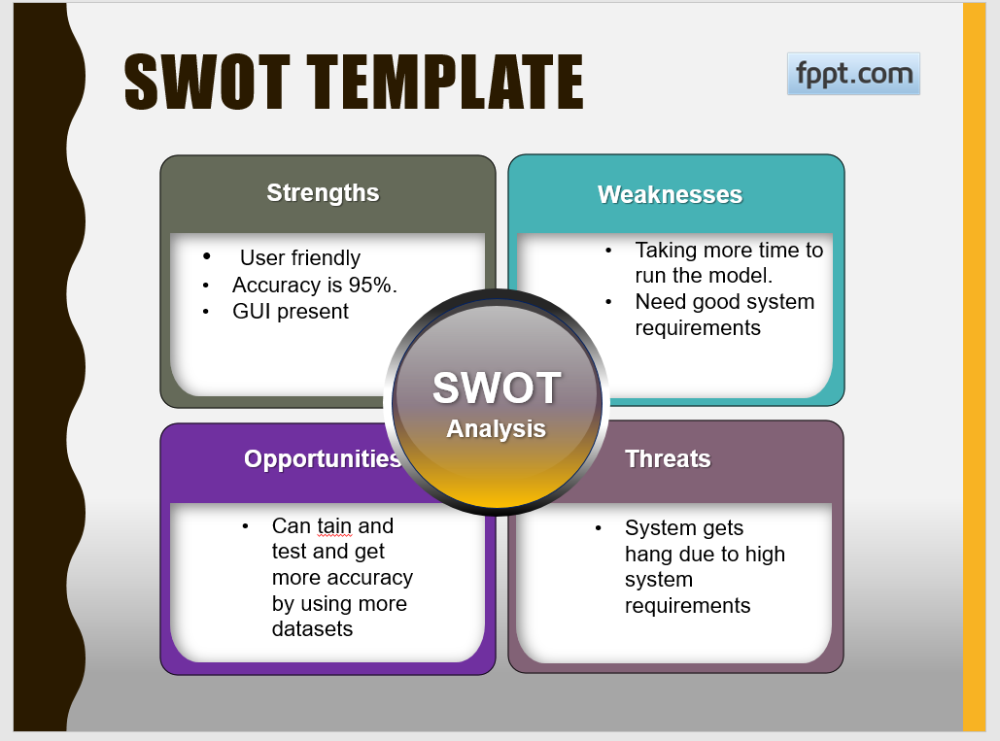 SWOT TEMPLATE
fppt.com
Strengths
• User friendly
• Accuracy is 95%.
• GUI present
Weaknesses
• Taking more time to
run the model.
• Need good system
requirements
SWOT
Analysis
Opportunities
• Can tain and
test and get
more accuracy
by using more
datasets
Threats
• System gets
hang due to high
system
requirements